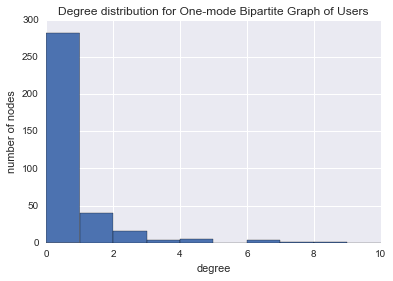 Degree distribution for One-mode Bipartite Graph of Users
300
250
200
150
100
50
0
number of nodes
0 2 4 6 8 10
degree